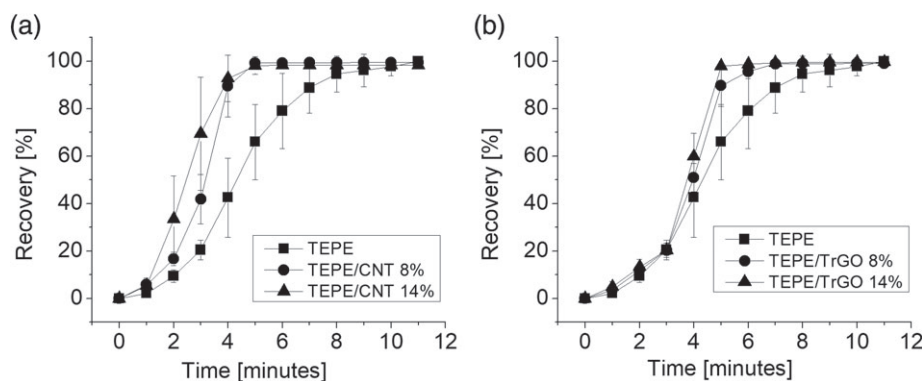 (a)
100
80
60
40
20
0
Recovery [%]
TEPE
TEPE/CNT 8%
TEPE/CNT 14%
0 2 4 6 8 10 12
Time [minutes]
(b)
100
80
60
40
20
0
Recovery [%]
TEPE
TEPE/TrGO 8%
TEPE/TrGO 14%
0 2 4 6 8 10 12
Time [minutes]